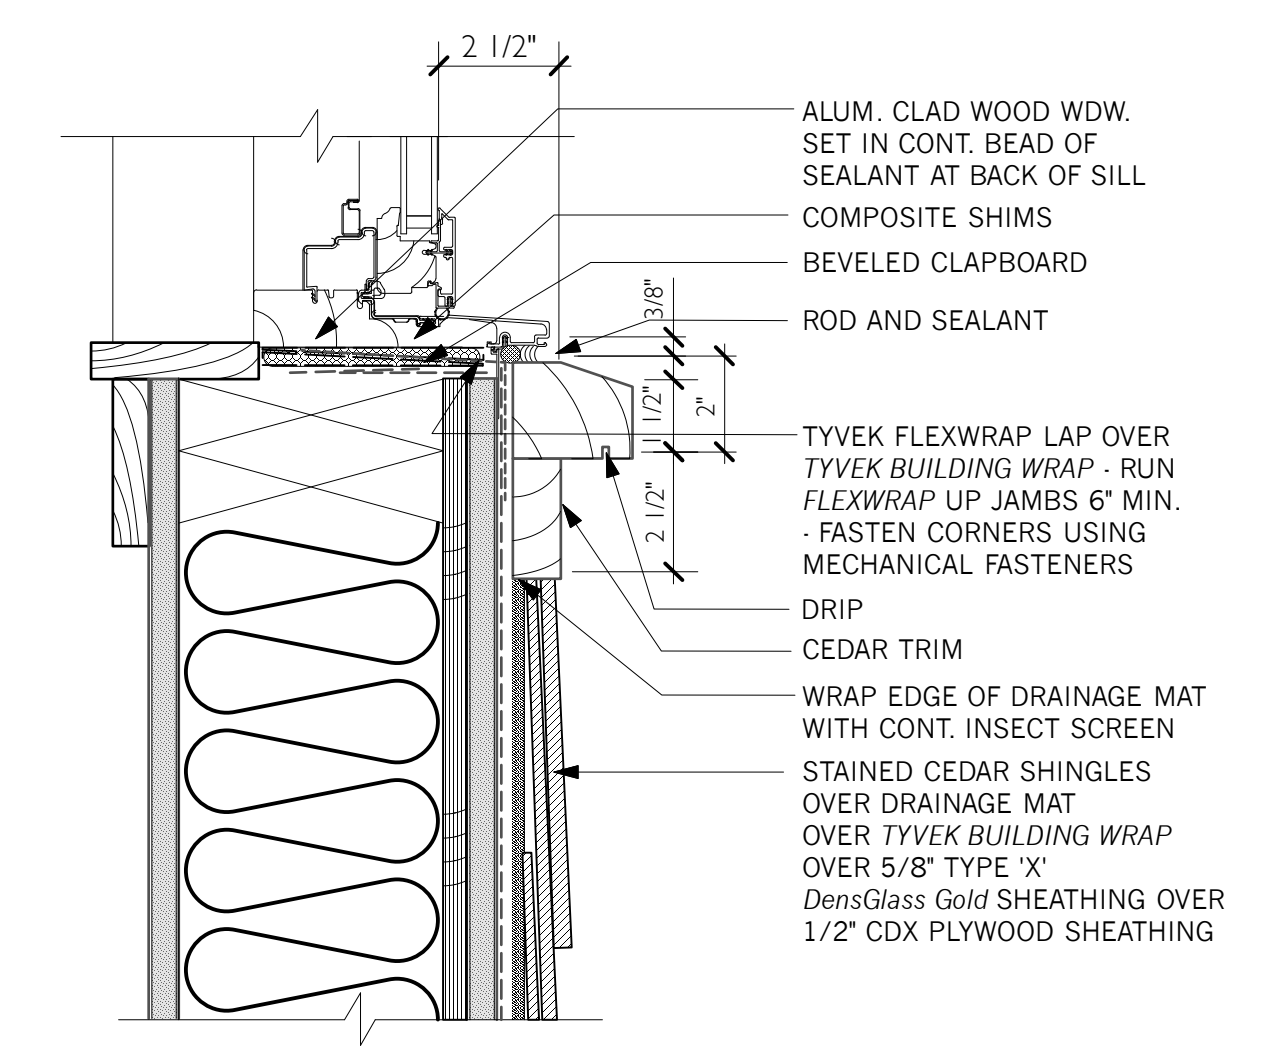 2 1/2"
ALUM. CLAD WOOD WDW.
SET IN CONT. BEAD OF
SEALANT AT BACK OF SILL
COMPOSITE SHIMS
BEVELED CLAPBOARD
3/8"
ROD AND SEALANT
1 1/2"
2"
TYVEK FLEXWRAP LAP OVER
TYVEK BUILDING WRAP - RUN
FLEXWRAP UP JAMBS 6" MIN.
- FASTEN CORNERS USING
MECHANICAL FASTENERS
2 1/2"
DRIP
CEDAR TRIM
WRAP EDGE OF DRAINAGE MAT
WITH CONT. INSECT SCREEN
STAINED CEDAR SHINGLES
OVER DRAINAGE MAT
OVER TYVEK BUILDING WRAP
OVER 5/8" TYPE 'X'
DensGlass Gold SHEATHING OVER
1/2" CDX PLYWOOD SHEATHING